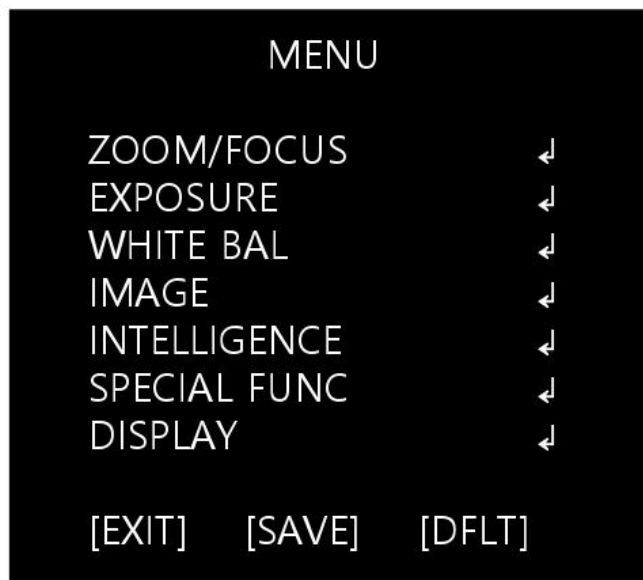 MENU
ZOOM/FOCUS ↲
EXPOSURE ↲
WHITE BAL ↲
IMAGE ↲
INTELLIGENCE ↲
SPECIAL FUNC ↲
DISPLAY ↲
[EXIT] [SAVE] [DFLT]